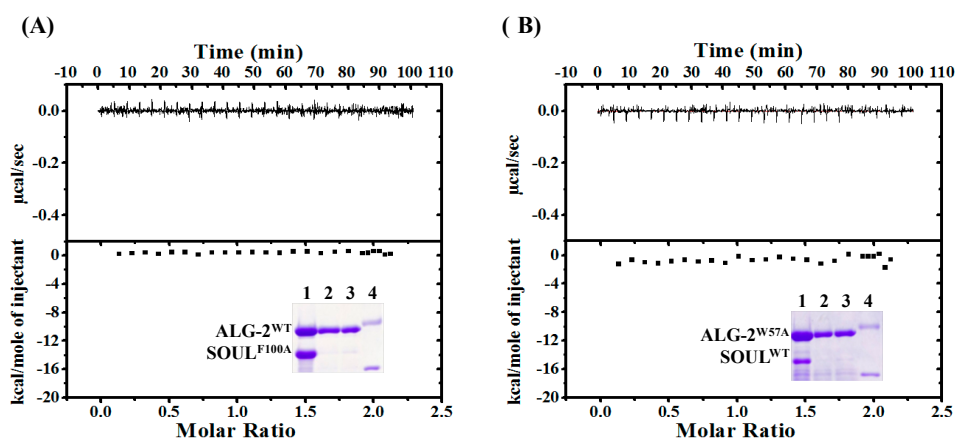 (A)
Time (min)
-10 0 10 20 30 40 50 60 70 80 90 100 110
µcal/sec
0.0
-0.2
-0.4
kcal/mole of injectant
0
-4
-8
-12
-16
-20
1 2 3 4
ALG-2WT
SOULF100A
0.0 0.5 1.0 1.5 2.0 2.5
Molar Ratio
( B)
Time (min)
-10 0 10 20 30 40 50 60 70 80 90 100 110
µcal/sec
0.0
-0.2
-0.4
kcal/mole of injectant
0
-4
-8
-12
-16
-20
1 2 3 4
ALG-2W57A
SOULWT
0.0 0.5 1.0 1.5 2.0 2.5
Molar Ratio